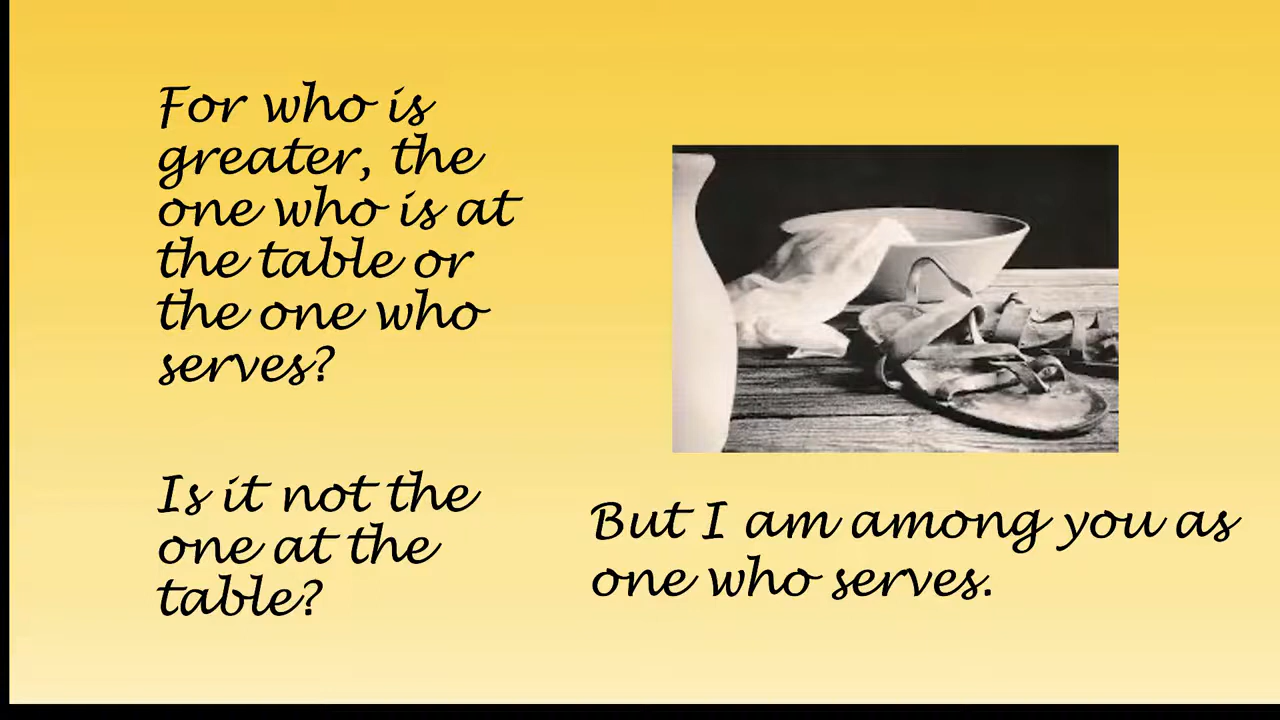 For who is
greater, the
one who is at
the table or
the one who
serves?
Is it not the
one at the
table?
But I am among you as
one who serves.